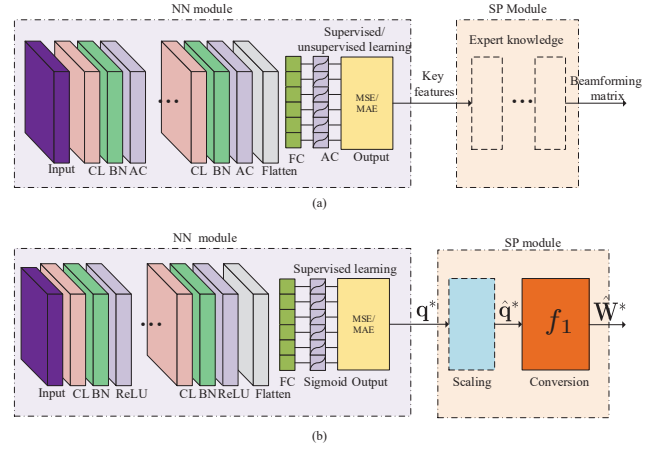 NN module
SP Module
Supervised/
unsupervised learning
Expert knowledge
Key
features
Beamforming
matrix
...
...
MSE/
MAE
Input
CL BN AC
CL BN AC Flatten
FC
AC
Output
(a)
NN module
SP module
Supervised learning
...
MSE/
MAE
q*
q̂*
f₁
Ŵ*
Input
CL BN ReLU
CL BN ReLU Flatten
FC Sigmoid Output
Scaling
Conversion
(b)